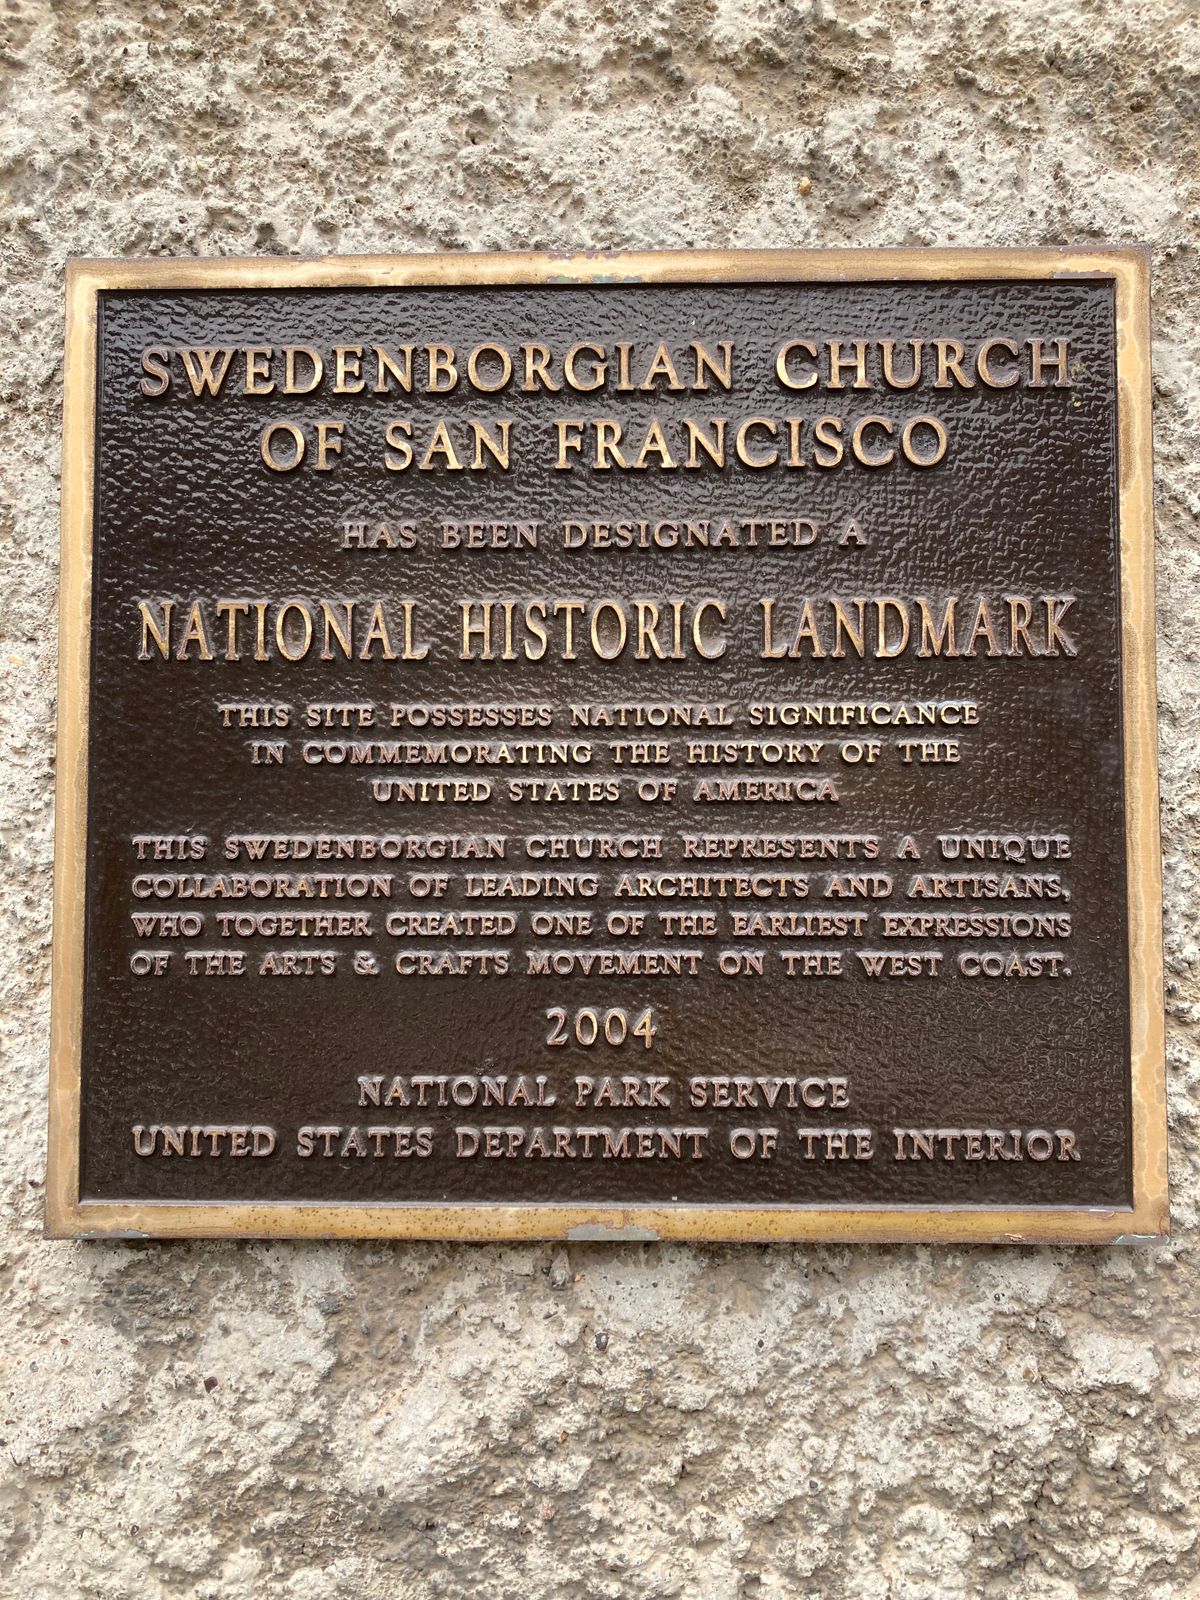 SWEDENBORGIAN CHURCH
OF SAN FRANCISCO
HAS BEEN DESIGNATED A
NATIONAL HISTORIC LANDMARK
THIS SITE POSSESSES NATIONAL SIGNIFICANCE
IN COMMEMORATING THE HISTORY OF THE
UNITED STATES OF AMERICA
THIS SWEDENBORGIAN CHURCH REPRESENTS A UNIQUE
COLLABORATION OF LEADING ARCHITECTS AND ARTISANS,
WHO TOGETHER CREATED ONE OF THE EARLIEST EXPRESSIONS
OF THE ARTS & CRAFTS MOVEMENT ON THE WEST COAST.
2004
NATIONAL PARK SERVICE
UNITED STATES DEPARTMENT OF THE INTERIOR